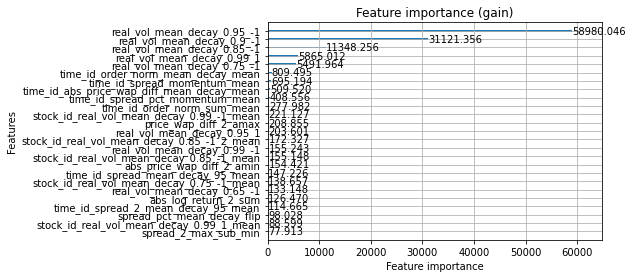 Feature importance (gain)
real_vol_mean_decay_0.95_-1 58980.046
real_vol_mean_decay_0.9_-1 31121.356
real_vol_mean_decay_0.85_-1 11348.256
real_vol_mean_decay_0.99_1 5865.012
real_vol_mean_decay_0.75_-1 5491.964
time_id_order_norm_mean_decay_mean 809.495
time_id_spread_momentum_mean 695.194
time_id_abs_price_wap_diff_mean_decay_mean 509.520
time_id_spread_pct_momentum_mean 408.556
time_id_order_norm_sum_mean 277.982
stock_id_real_vol_mean_decay_0.99_-1_mean 221.127
price_wap_diff_2_amax 208.855
real_vol_mean_decay_0.95_1 203.601
stock_id_real_vol_mean_decay_0.85_-1_2_mean 172.327
real_vol_mean_decay_0.99_-1 155.243
stock_id_real_vol_mean_decay_0.85_-1_mean 155.148
abs_price_wap_diff_2_amin 154.421
time_id_spread_mean_decay_95_mean 147.226
stock_id_real_vol_mean_decay_0.75_-1_mean 138.657
real_vol_mean_decay_0.65_-1 133.148
abs_log_return_2_sum 126.470
time_id_spread_2_mean_decay_95_mean 114.665
spread_pct_mean_decay_flip 98.028
stock_id_real_vol_mean_decay_0.99_1_mean 88.599
spread_2_max_sub_min 77.913
Features
0 10000 20000 30000 40000 50000 60000
Feature importance